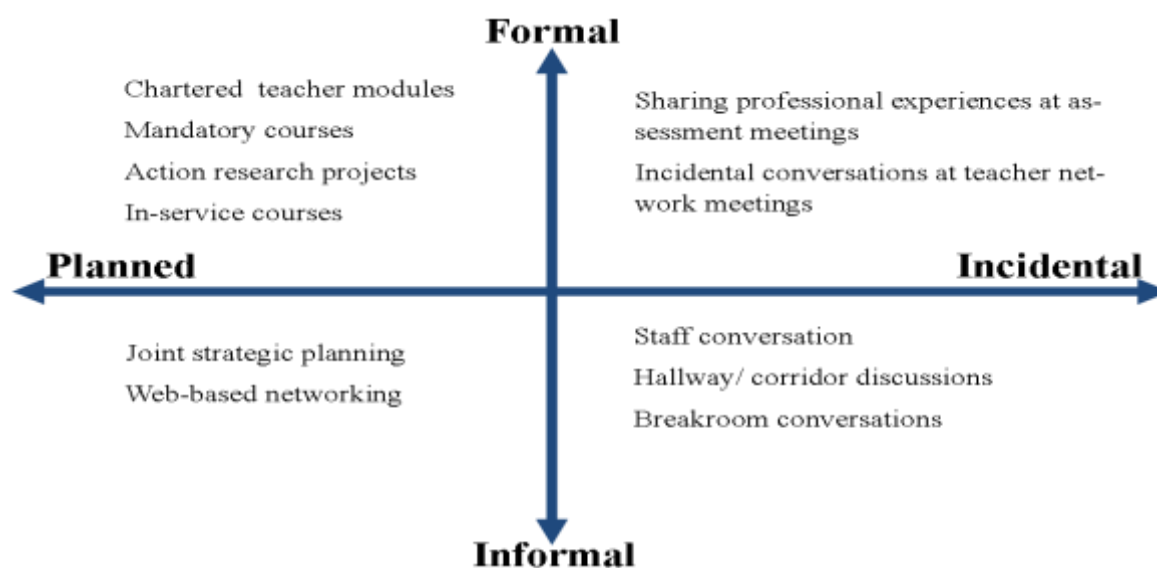 Formal
Chartered teacher modules
Mandatory courses
Action research projects
In-service courses
Sharing professional experiences at as-
sessment meetings
Incidental conversations at teacher net-
work meetings
Planned
Incidental
Joint strategic planning
Web-based networking
Staff conversation
Hallway/ corridor discussions
Breakroom conversations
Informal